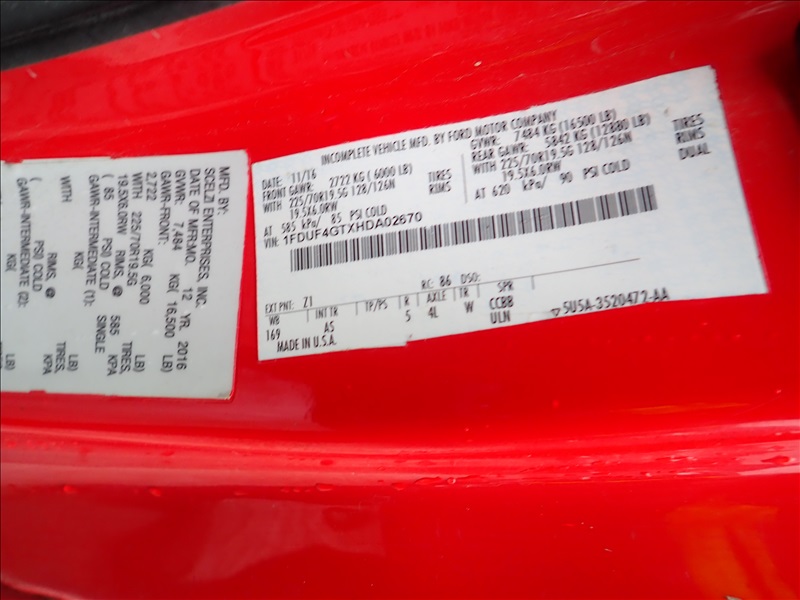 MFD. BY:
SCELZI ENTERPRISES, INC.
DATE OF MFR:MO. 12 YR. 2016
GVWR: 7,484 KG( 16,500 LB)
GAWR-FRONT:
2,722 KG( 6,000 LB)
WITH 225/70R19.5G TIRES,
19.5X6.0RW RIMS, @ 585 KPA
( 85 PSI) COLD SINGLE
GAWR-INTERMEDIATE (1):
KG( LB)
WITH TIRES,
RIMS, @ KPA
( PSI) COLD
GAWR-INTERMEDIATE (2):
KG( LB)
INCOMPLETE VEHICLE MFD. BY FORD MOTOR COMPANY
DATE: 11/16 GVWR: 7484 KG (16500 LB)
FRONT GAWR: 2722 KG ( 6000 LB) REAR GAWR: 5842 KG (12880 LB)
WITH 225/70R19.5G 128/126N TIRES WITH 225/70R19.5G 128/126N TIRES
19.5X6.0RW RIMS 19.5X6.0RW RIMS
AT 585 kPa/ 85 PSI COLD AT 620 kPa/ 90 PSI COLD DUAL
VIN: 1FDUF4GTXHDA02670
EXT PNT: Z1 RC: 86 DSO:
WB INT TR TP/PS R AXLE TR SPR
169 AS 5 4L W CCBB
ULN
MADE IN U.S.A. ▽5U5A-3520472-AA